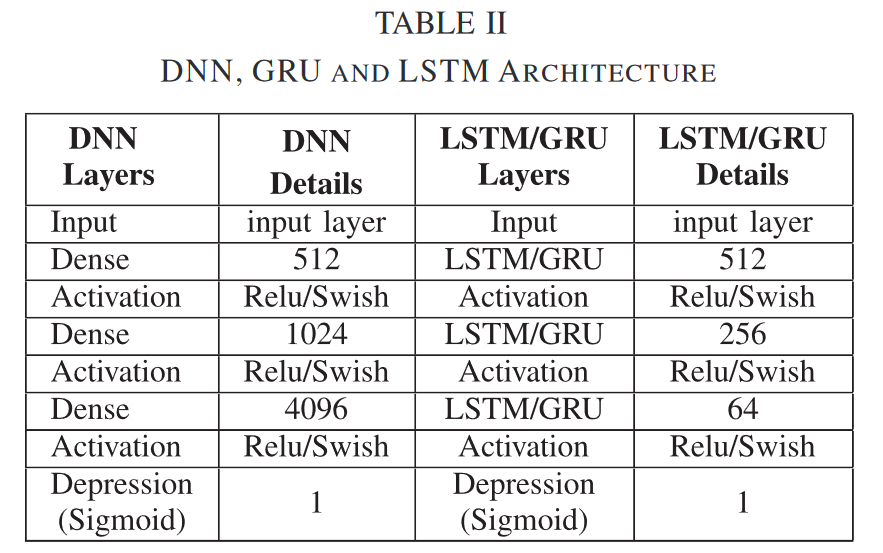 TABLE II
DNN, GRU AND LSTM ARCHITECTURE
DNN Layers | DNN Details | LSTM/GRU Layers | LSTM/GRU Details
Input | input layer | Input | input layer
Dense | 512 | LSTM/GRU | 512
Activation | Relu/Swish | Activation | Relu/Swish
Dense | 1024 | LSTM/GRU | 256
Activation | Relu/Swish | Activation | Relu/Swish
Dense | 4096 | LSTM/GRU | 64
Activation | Relu/Swish | Activation | Relu/Swish
Depression (Sigmoid) | 1 | Depression (Sigmoid) | 1